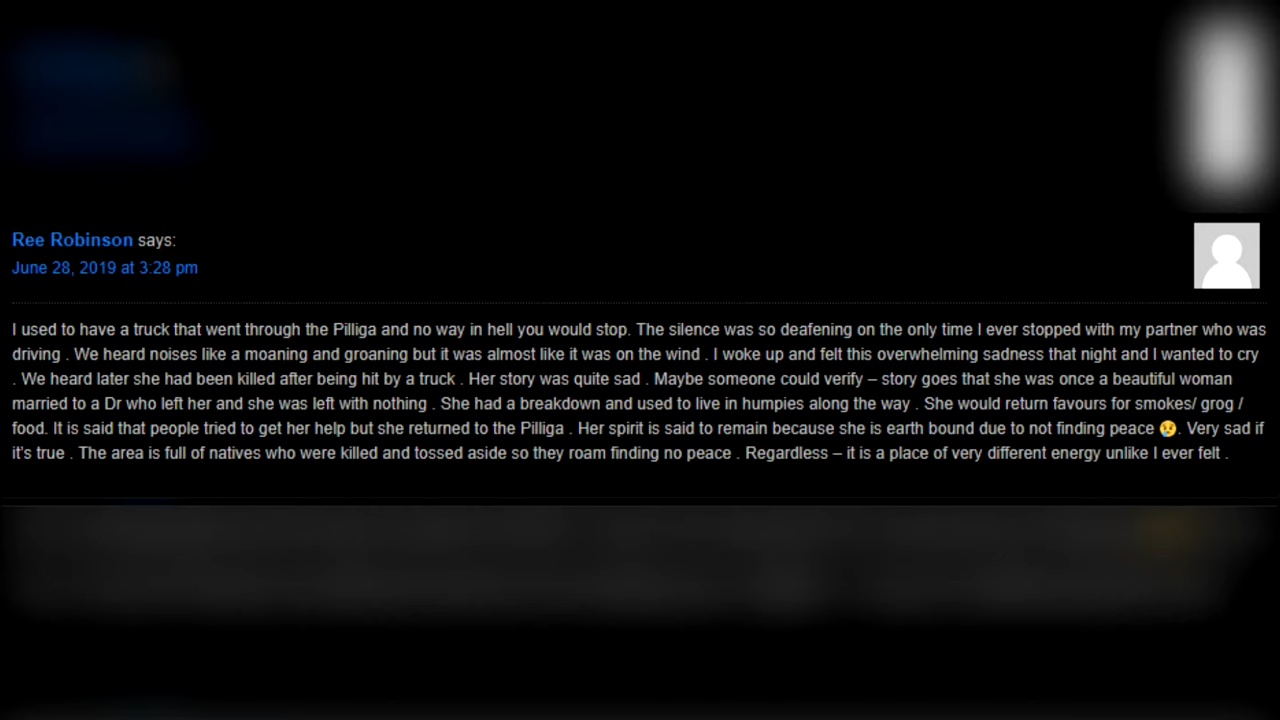 Ree Robinson says:
June 28, 2019 at 3:28 pm
I used to have a truck that went through the Pilliga and no way in hell you would stop. The silence was so deafening on the only time I ever stopped with my partner who was
driving . We heard noises like a moaning and groaning but it was almost like it was on the wind . I woke up and felt this overwhelming sadness that night and I wanted to cry
. We heard later she had been killed after being hit by a truck . Her story was quite sad . Maybe someone could verify – story goes that she was once a beautiful woman
married to a Dr who left her and she was left with nothing . She had a breakdown and used to live in humpies along the way . She would return favours for smokes/ grog /
food. It is said that people tried to get her help but she returned to the Pilliga . Her spirit is said to remain because she is earth bound due to not finding peace 😢. Very sad if
it's true . The area is full of natives who were killed and tossed aside so they roam finding no peace . Regardless – it is a place of very different energy unlike I ever felt .